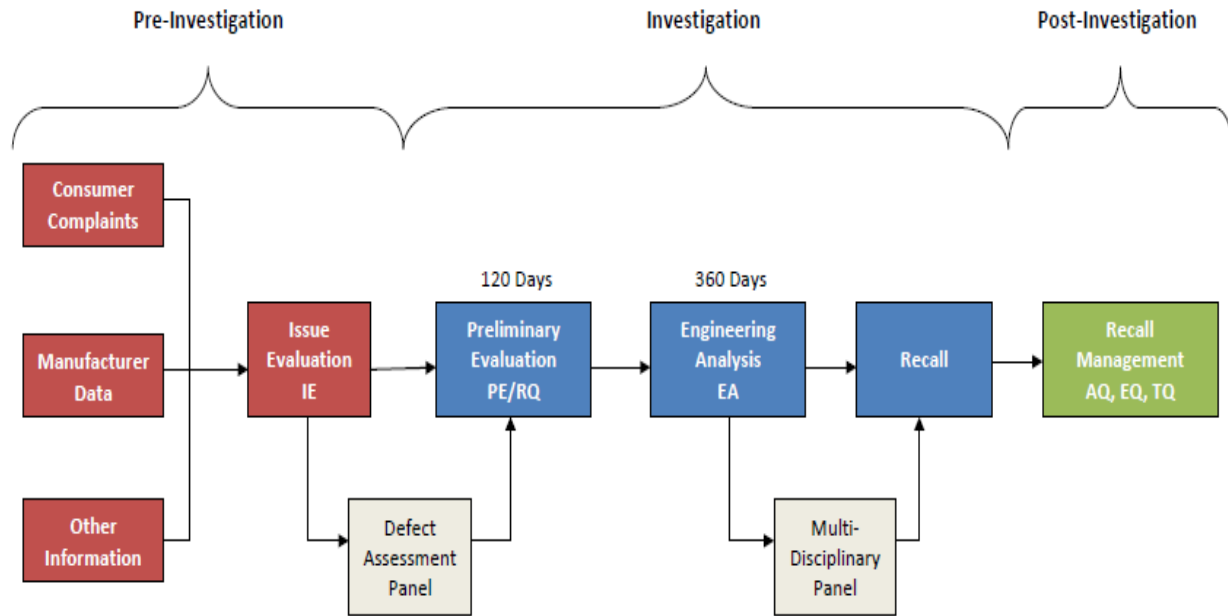 Pre-Investigation
Investigation
Post-Investigation
Consumer
Complaints
Manufacturer
Data
Other
Information
Issue
Evaluation
IE
Defect
Assessment
Panel
120 Days
Preliminary
Evaluation
PE/RQ
360 Days
Engineering
Analysis
EA
Multi-
Disciplinary
Panel
Recall
Recall
Management
AQ, EQ, TQ